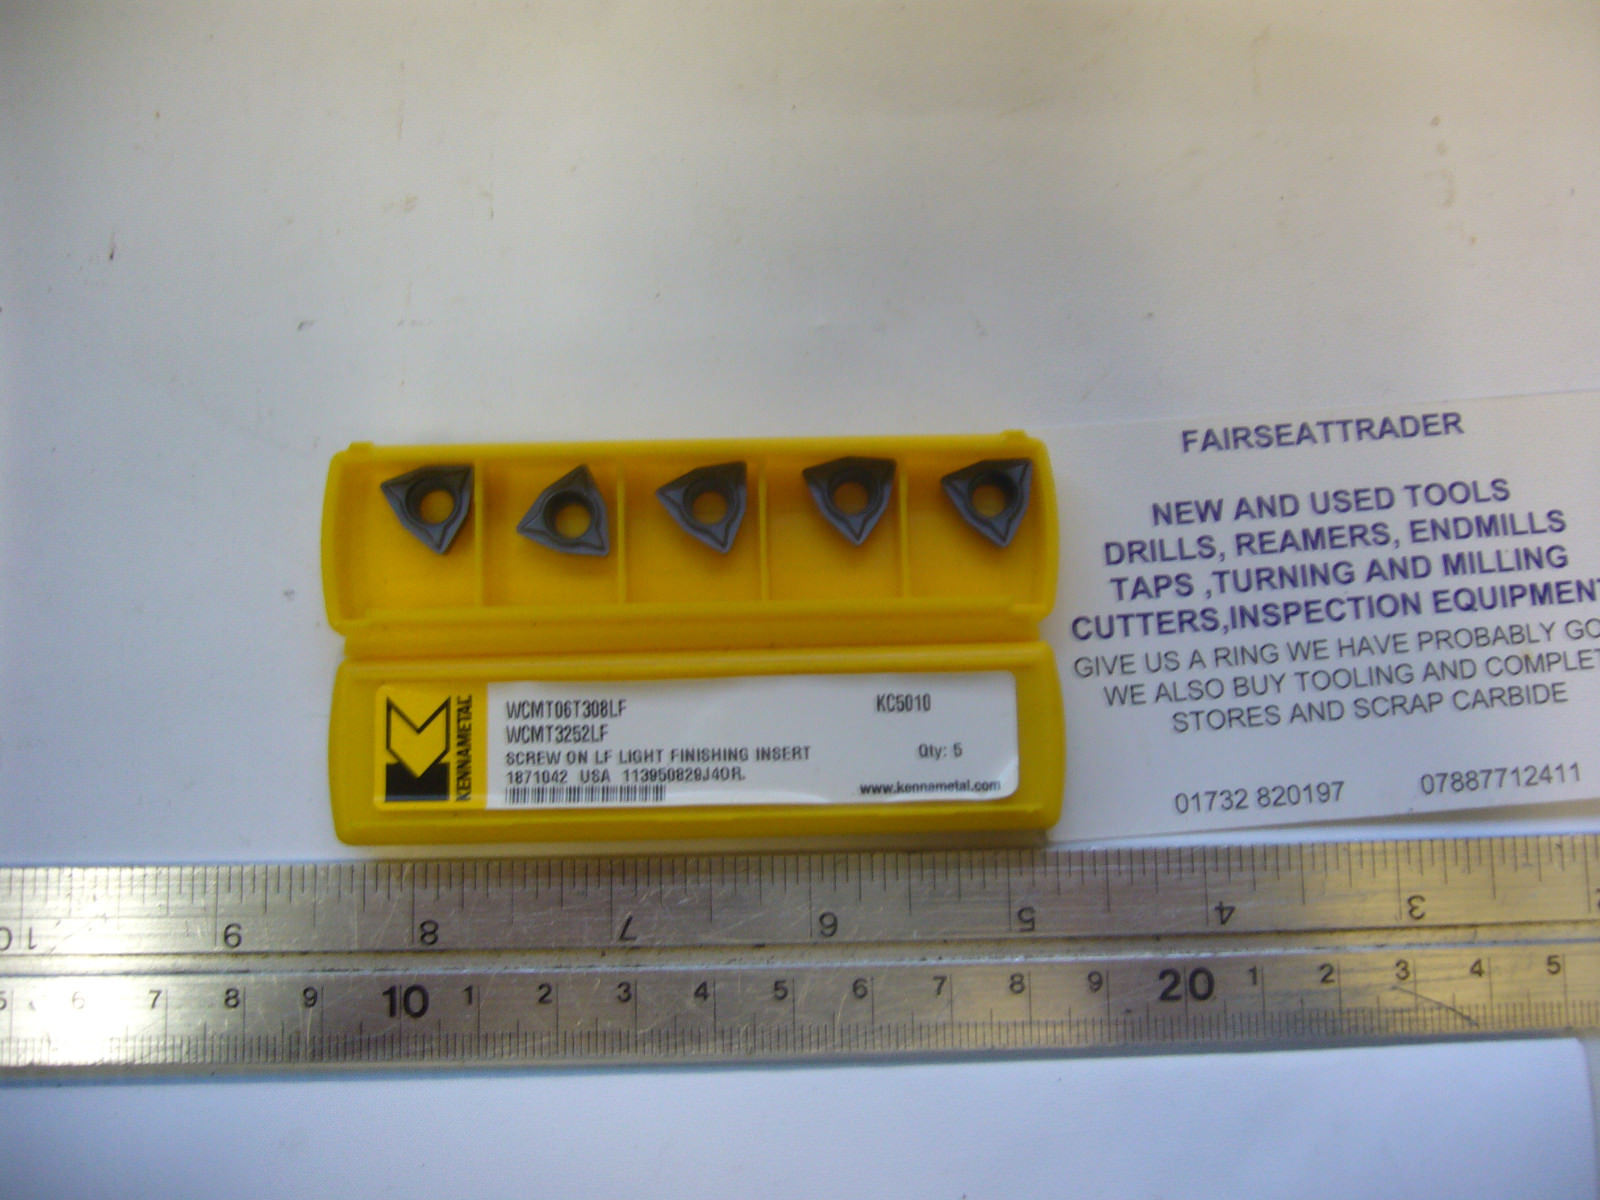 FAIRSEATTRADER
NEW AND USED TOOLS
DRILLS, REAMERS, ENDMILLS
TAPS ,TURNING AND MILLING
CUTTERS,INSPECTION EQUIPMEN
GIVE US A RING WE HAVE PROBABLY GO
WE ALSO BUY TOOLING AND COMPLET
STORES AND SCRAP CARBIDE
01732 820197 07887712411
KENNAMETAL
WCMT06T308LF KC5010
WCMT3252LF
SCREW ON LF LIGHT FINISHING INSERT Qty: 5
1871042 USA 113950829J40R.
www.kennametal.com
10 9 8 7 6 5 4 3
5 6 7 8 9 10 1 2 3 4 5 6 7 8 9 20 1 2 3 4 5